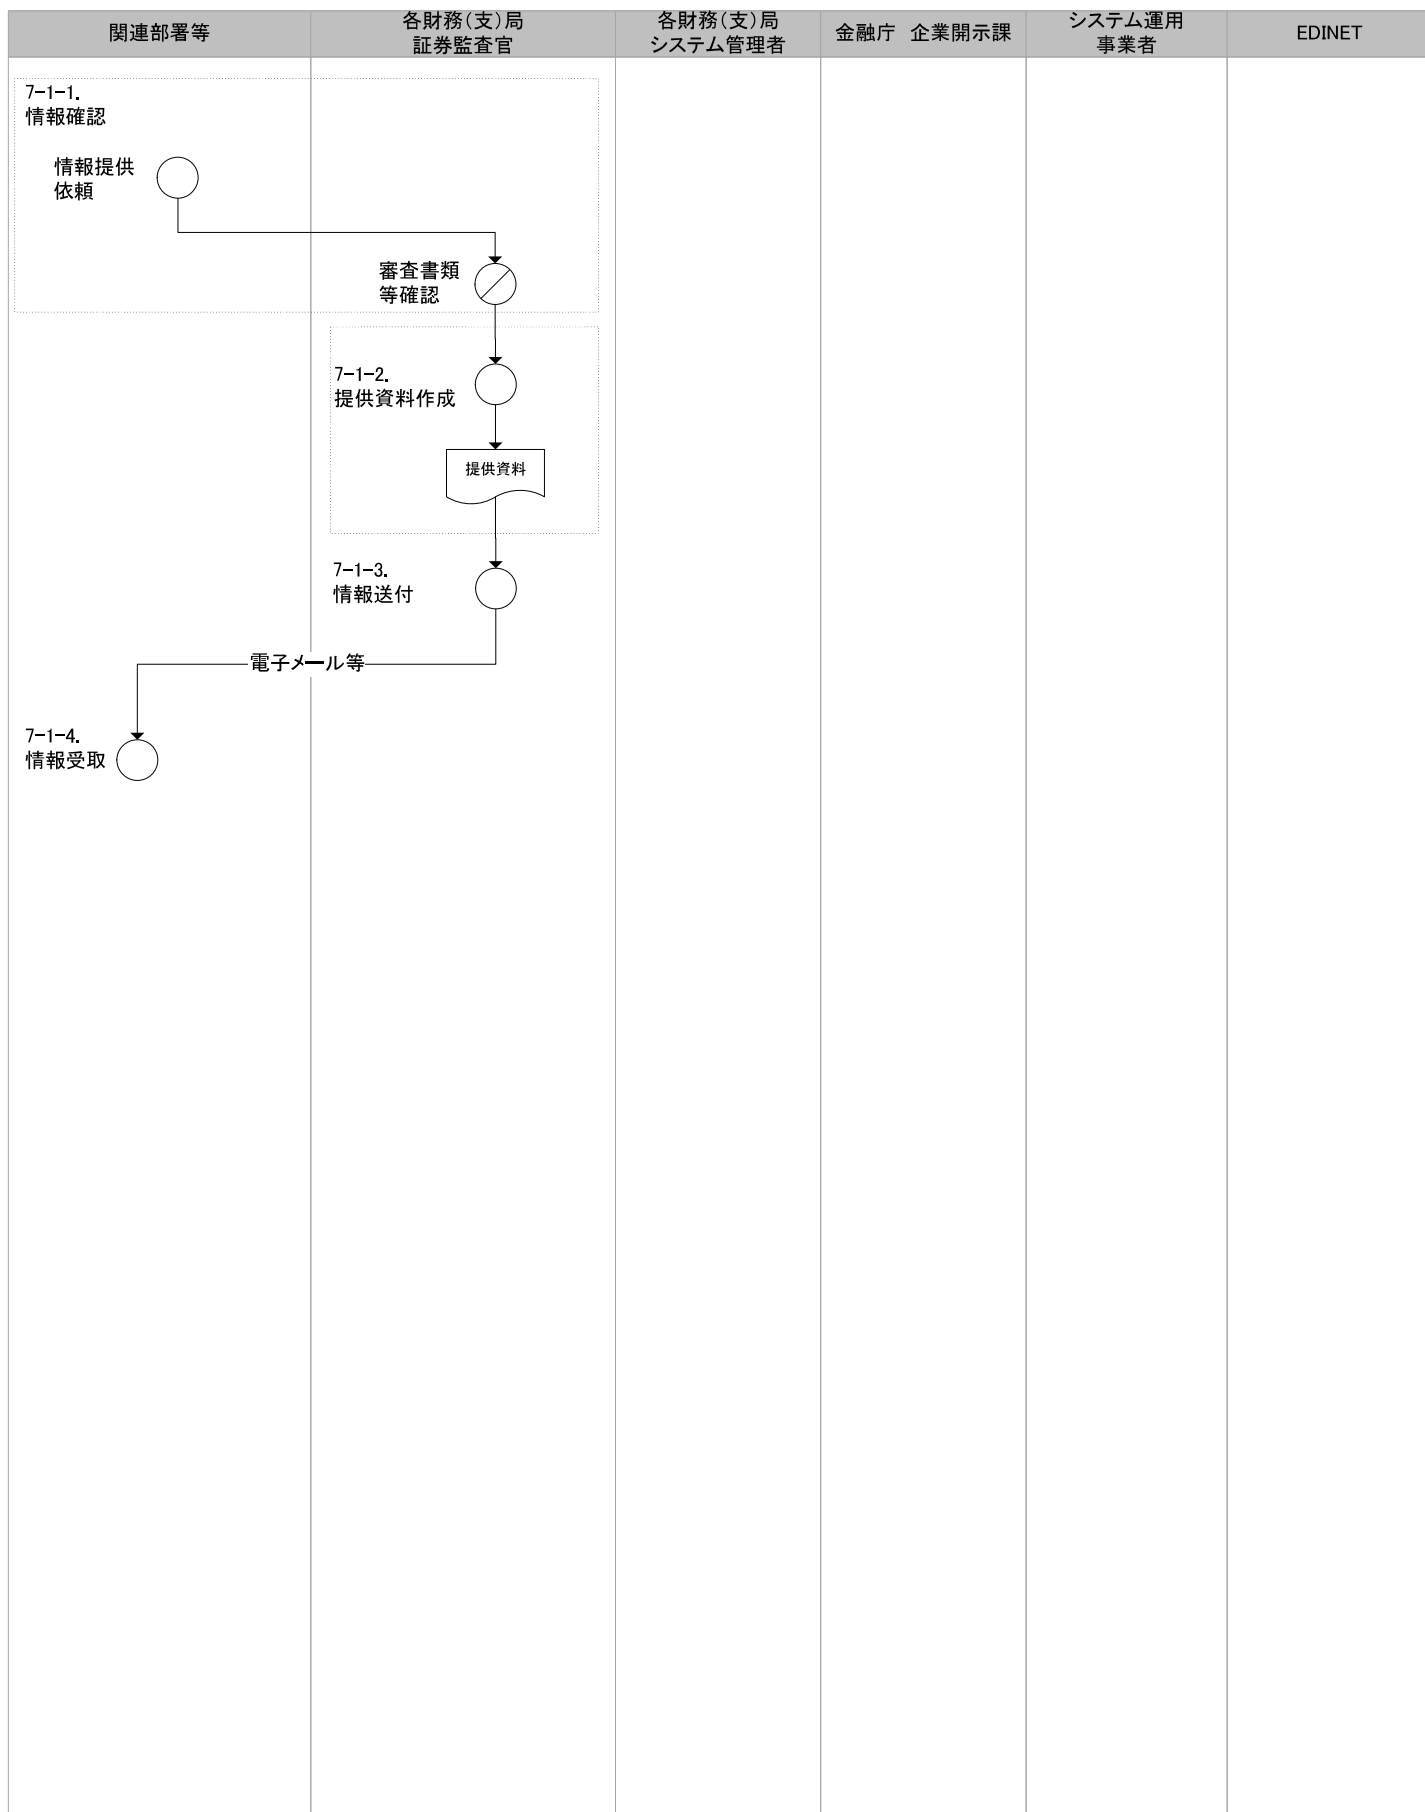 関連部署等
各財務(支)局
証券監査官
各財務(支)局
システム管理者
金融庁　企業開示課
システム運用
事業者
EDINET
7-1-1.
情報確認
情報提供
依頼
審査書類
等確認
7-1-2.
提供資料作成
提供資料
7-1-3.
情報送付
電子メール等
7-1-4.
情報受取